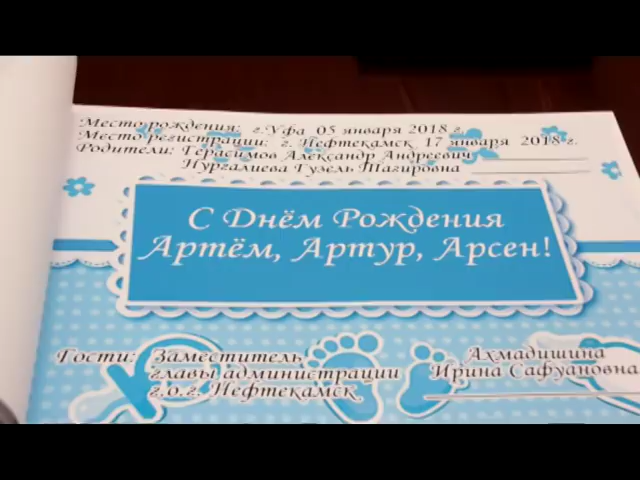 Место рождения: г.Уфа 05 января 2018 г.
Место регистрации: г. Нефтекамск 17 января 2018 г.
Родители: Герасимов Александр Андреевич
Нургалиева Гузель Тагировна
С Днём Рождения
Артём, Артур, Арсен!
Гости: Заместитель
главы администрации
г.о.г. Нефтекамск
Ахмадишина
Ирина Сафуановна